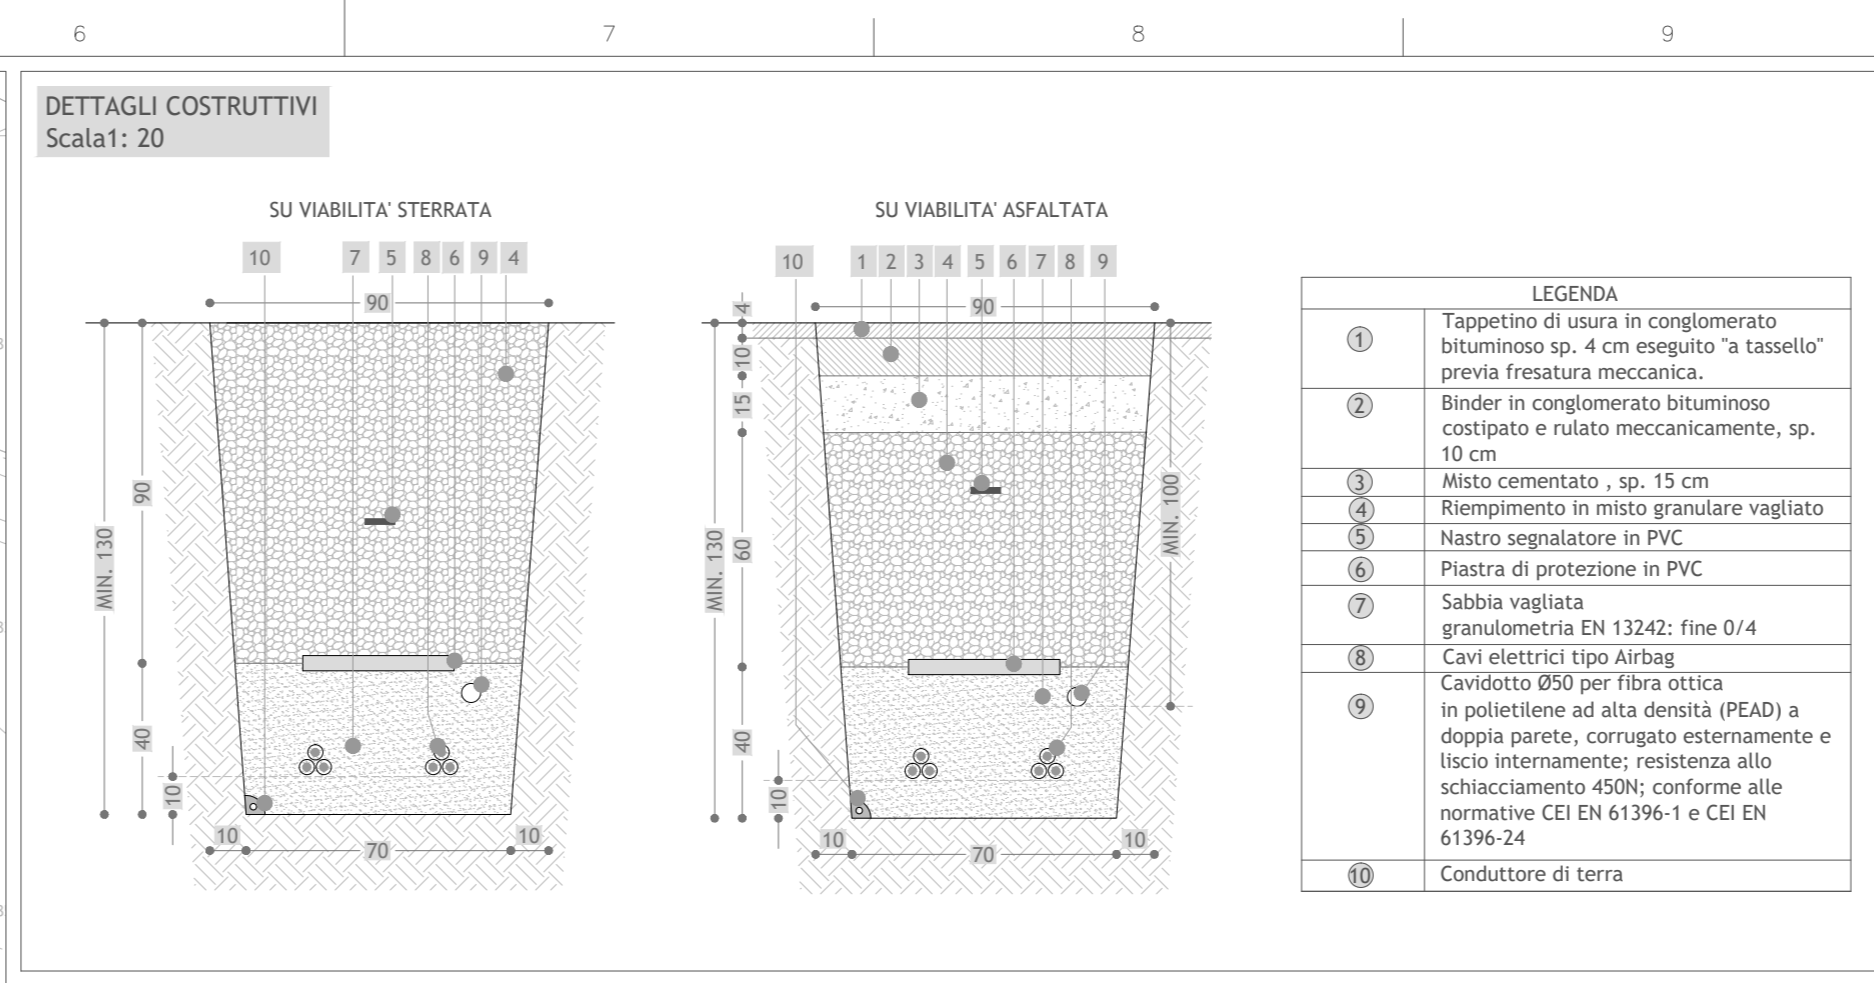 6
7
8
9
DETTAGLI COSTRUTTIVI
Scala1: 20
SU VIABILITA' STERRATA
10 7 5 8 6 9 4
90
MIN. 130
90
40
10
10 70 10
SU VIABILITA' ASFALTATA
10 1 2 3 4 5 6 7 8 9
90
4
10
15
MIN. 130
60
MIN. 100
40
10
10 70 10
LEGENDA
1 Tappetino di usura in conglomerato
bituminoso sp. 4 cm eseguito "a tassello"
previa fresatura meccanica.
2 Binder in conglomerato bituminoso
costipato e rulato meccanicamente, sp.
10 cm
3 Misto cementato , sp. 15 cm
4 Riempimento in misto granulare vagliato
5 Nastro segnalatore in PVC
6 Piastra di protezione in PVC
7 Sabbia vagliata
granulometria EN 13242: fine 0/4
8 Cavi elettrici tipo Airbag
9 Cavidotto Ø50 per fibra ottica
in polietilene ad alta densità (PEAD) a
doppia parete, corrugato esternamente e
liscio internamente; resistenza allo
schiacciamento 450N; conforme alle
normative CEI EN 61396-1 e CEI EN
61396-24
10 Conduttore di terra